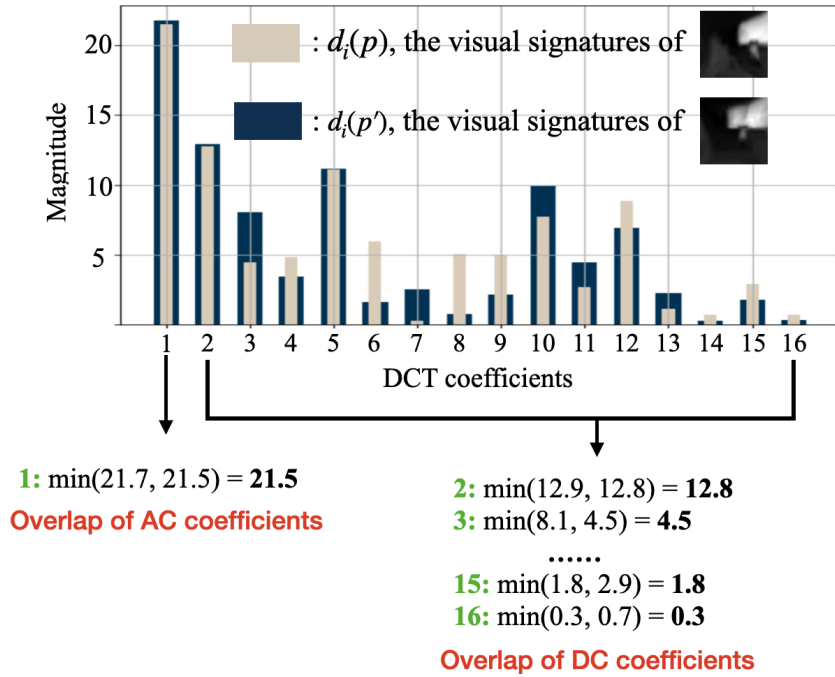 20
15
10
5
Magnitude
: dᵢ(p), the visual signatures of
: dᵢ(p′), the visual signatures of
1 2 3 4 5 6 7 8 9 10 11 12 13 14 15 16
DCT coefficients
1: min(21.7, 21.5) = 21.5
Overlap of AC coefficients
2: min(12.9, 12.8) = 12.8
3: min(8.1, 4.5) = 4.5
......
15: min(1.8, 2.9) = 1.8
16: min(0.3, 0.7) = 0.3
Overlap of DC coefficients